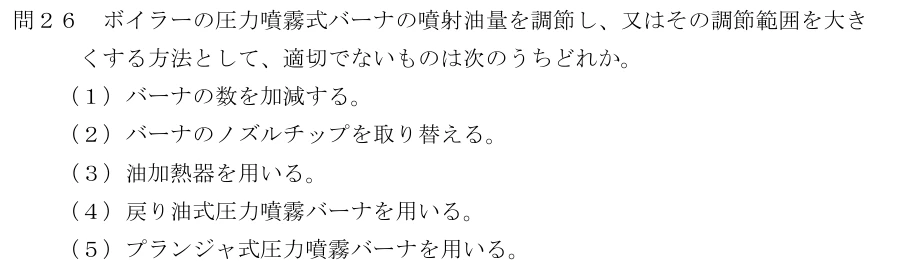 問２６　ボイラーの圧力噴霧式バーナの噴射油量を調節し、又はその調節範囲を大き
くする方法として、適切でないものは次のうちどれか。
（１）バーナの数を加減する。
（２）バーナのノズルチップを取り替える。
（３）油加熱器を用いる。
（４）戻り油式圧力噴霧バーナを用いる。
（５）プランジャ式圧力噴霧バーナを用いる。